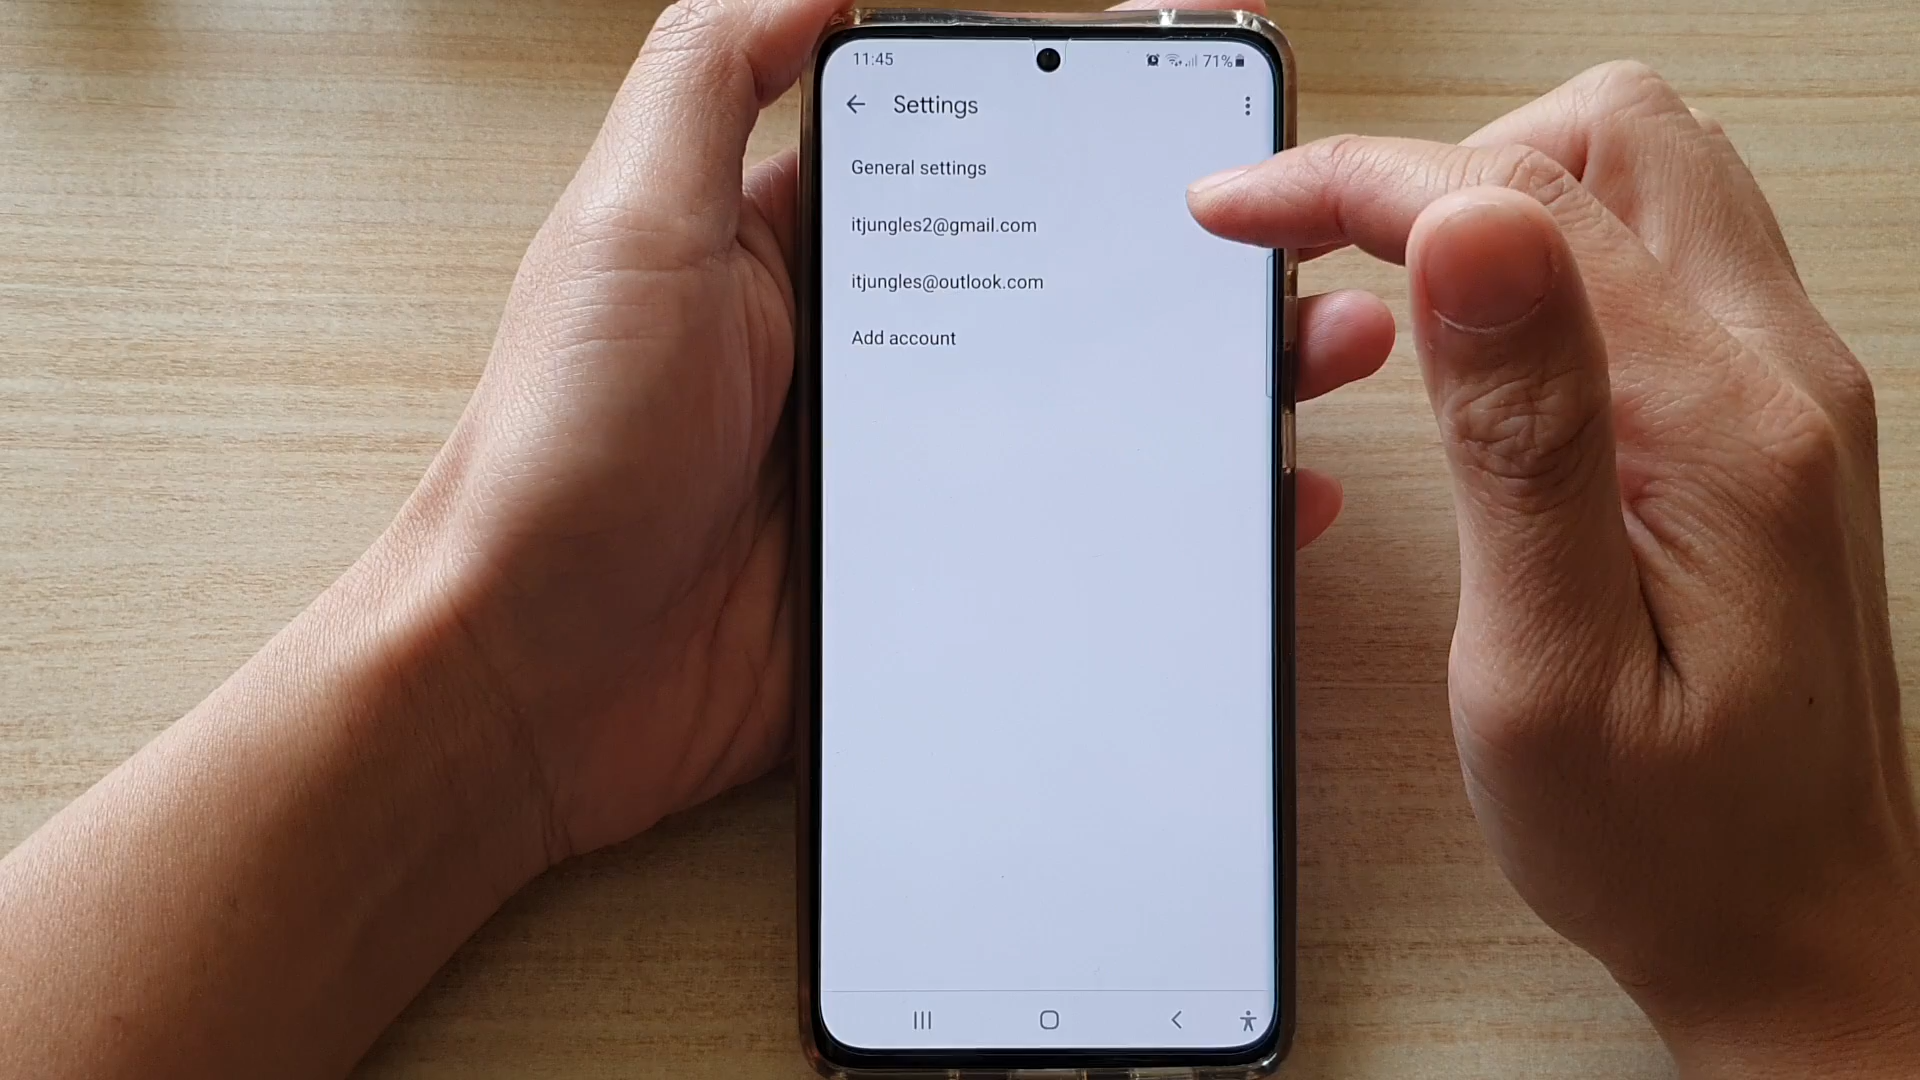 11:45
71%
Settings
General settings
itjungles2@gmail.com
itjungles@outlook.com
Add account